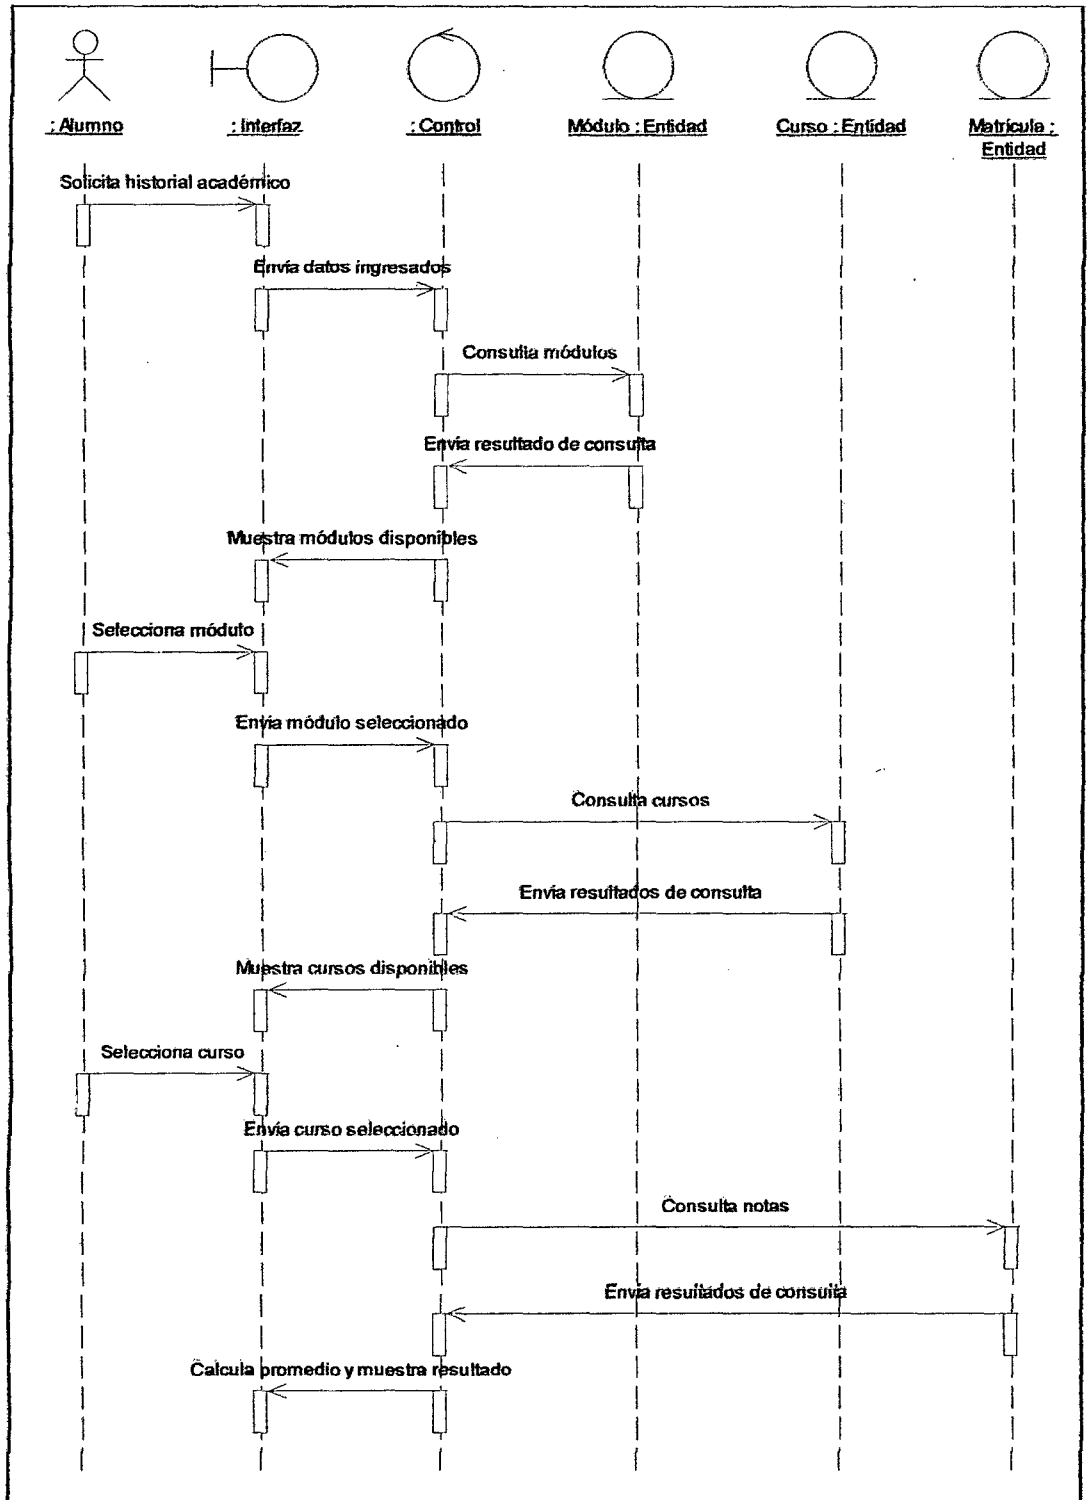 : Alumno
: Interfaz
: Control
Módulo : Entidad
Curso : Entidad
Matrícula :
Entidad
Solicita historial académico
Envía datos ingresados
Consulta módulos
Envía resultado de consulta
Muestra módulos disponibles
Selecciona módulo
Envía módulo seleccionado
Consulta cursos
Envía resultados de consulta
Muestra cursos disponibles
Selecciona curso
Envía curso seleccionado
Consulta notas
Envía resultados de consulta
Calcula promedio y muestra resultado